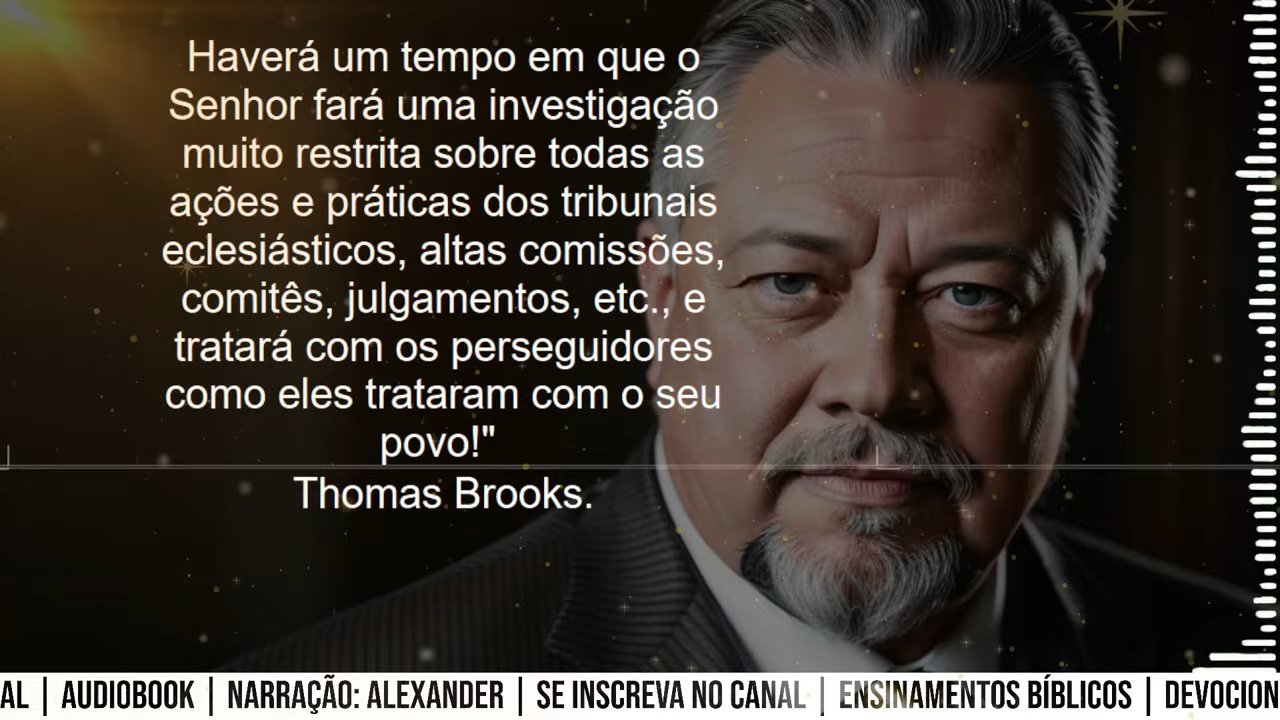 Haverá um tempo em que o
Senhor fará uma investigação
muito restrita sobre todas as
ações e práticas dos tribunais
eclesiásticos, altas comissões,
comitês, julgamentos, etc., e
tratará com os perseguidores
como eles trataram com o seu
povo!"
Thomas Brooks.
AL | AUDIOBOOK | NARRAÇÃO: ALEXANDER | SE INSCREVA NO CANAL | ENSINAMENTOS BÍBLICOS | DEVOCION